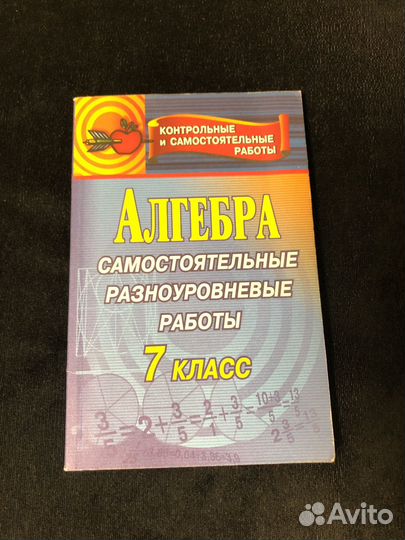 КОНТРОЛЬНЫЕ
и САМОСТОЯТЕЛЬНЫЕ
РАБОТЫ
АЛГЕБРА
САМОСТОЯТЕЛЬНЫЕ
РАЗНОУРОВНЕВЫЕ
РАБОТЫ
7 КЛАСС
Avito